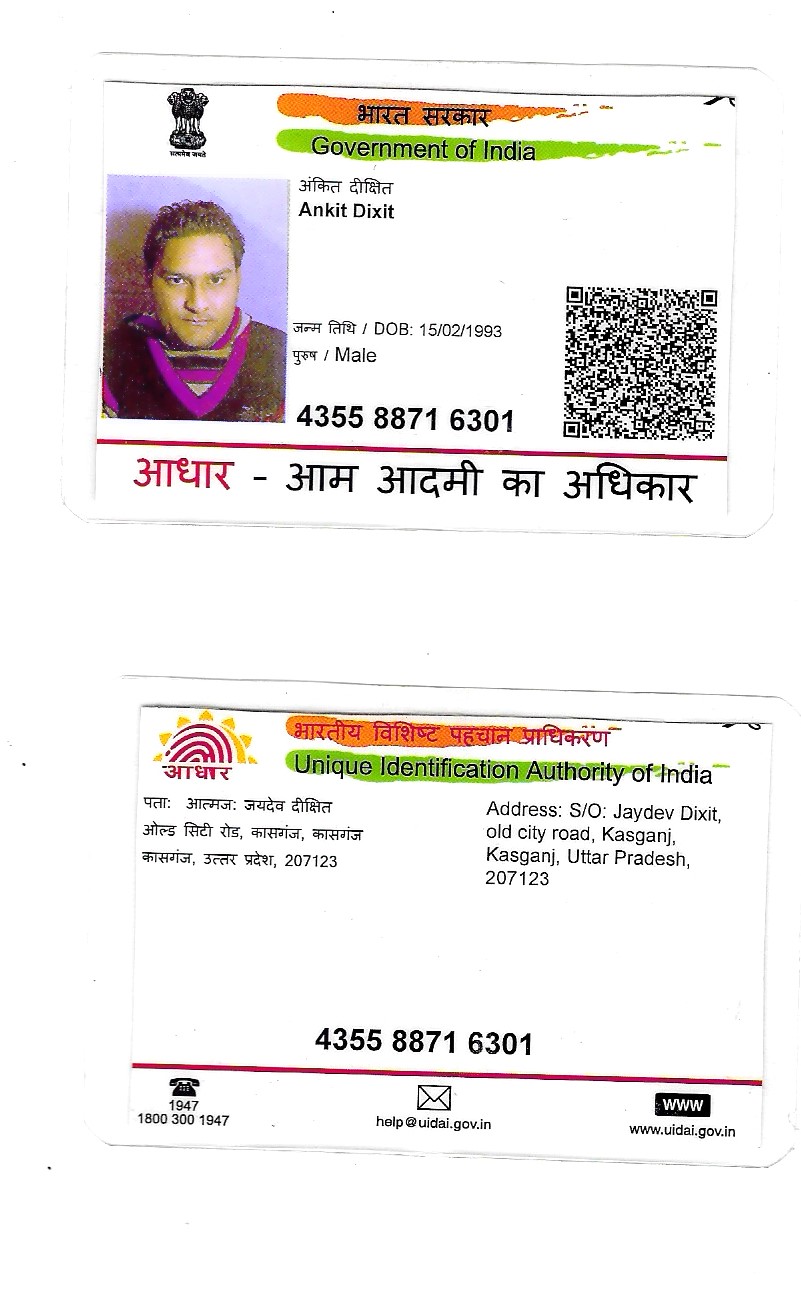 भारत सरकार
Government of India
सत्यमेव जयते
अंकित दीक्षित
Ankit Dixit
जन्म तिथि / DOB: 15/02/1993
पुरुष / Male
4355 8871 6301
आधार - आम आदमी का अधिकार
भारतीय विशिष्ट पहचान प्राधिकरण
Unique Identification Authority of India
आधार
पताः आत्मजः जयदेव दीक्षित
ओल्ड सिटी रोड, कासगंज, कासगंज
कासगंज, उत्तर प्रदेश, 207123
Address: S/O: Jaydev Dixit,
old city road, Kasganj,
Kasganj, Uttar Pradesh,
207123
4355 8871 6301
1947
1800 300 1947
help@uidai.gov.in
WWW
www.uidai.gov.in